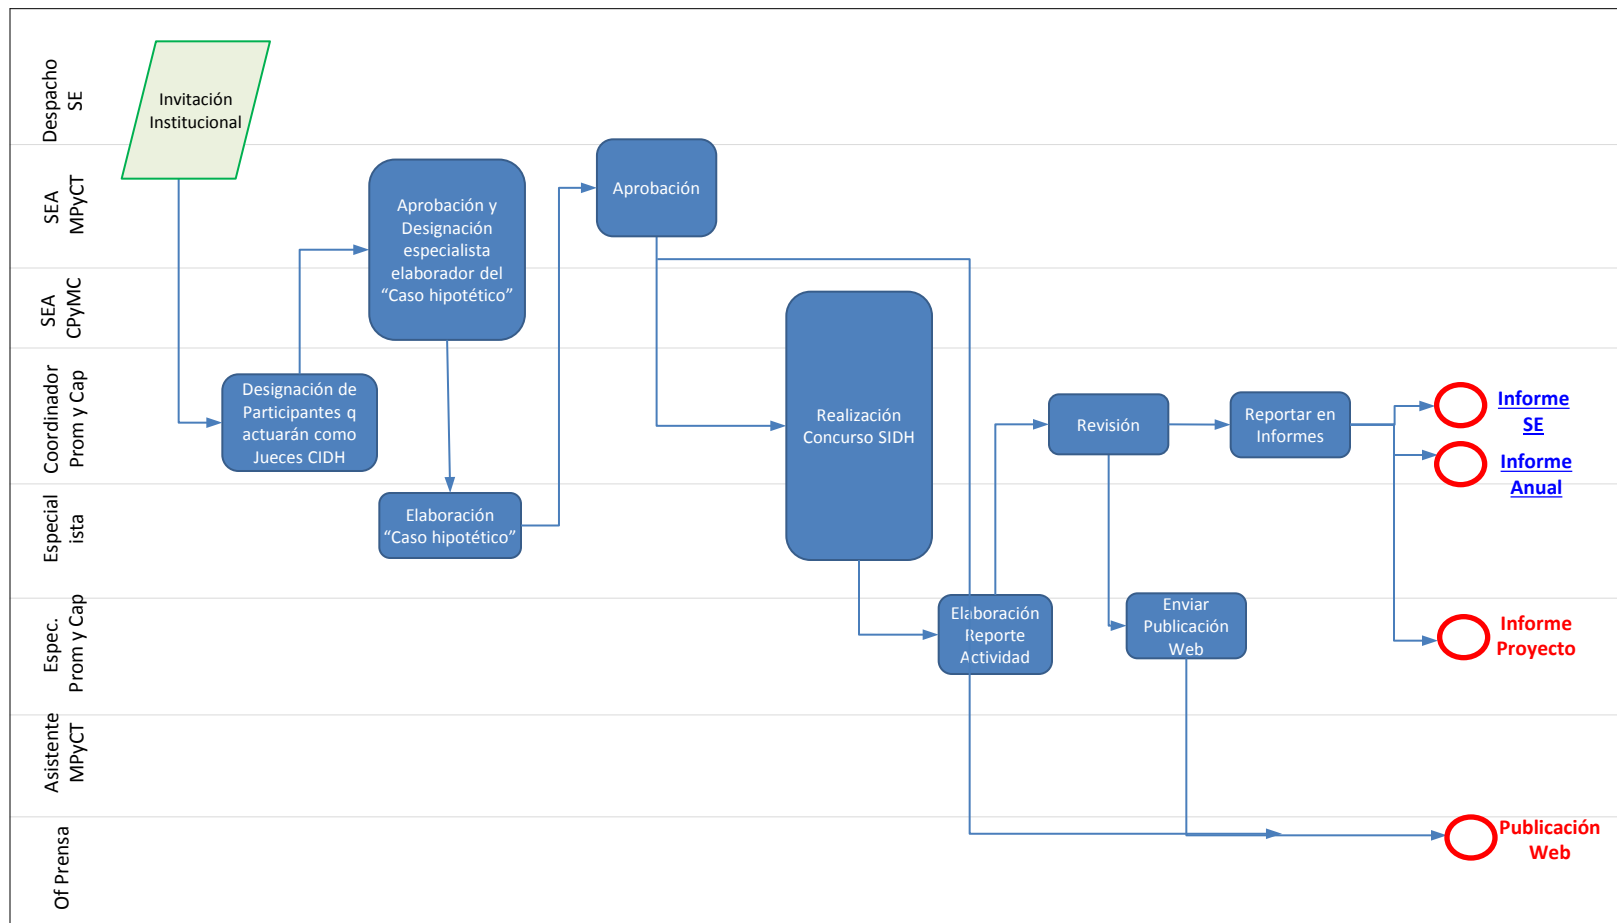 Despacho
SE
Invitación
Institucional
SEA
MPyCT
Aprobación y
Designación
especialista
elaborador del
“Caso hipotético”
Aprobación
SEA
CPyMC
Coordinador
Prom y Cap
Designación de
Participantes q
actuarán como
Jueces CIDH
Realización
Concurso SIDH
Revisión
Reportar en
Informes
Informe
SE
Informe
Anual
Especial
ista
Elaboración
“Caso hipotético”
Espec.
Prom y Cap
Elaboración
Reporte
Actividad
Enviar
Publicación
Web
Informe
Proyecto
Asistente
MPyCT
Of Prensa
Publicación
Web